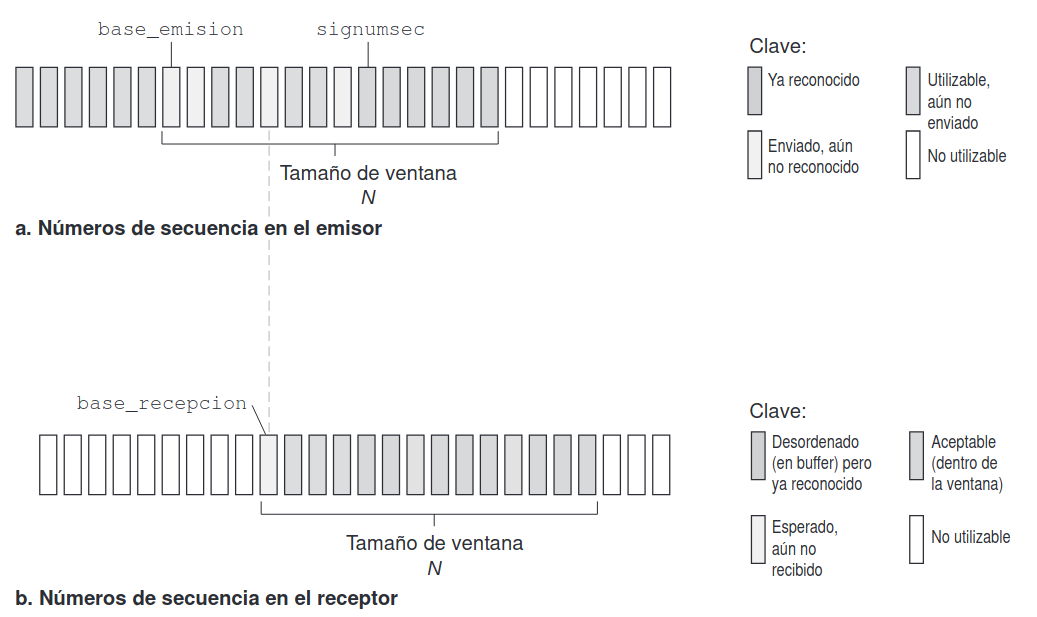 base_emision
signumsec
Clave:
Ya reconocido
Utilizable,
aún no
enviado
Enviado, aún
no reconocido
No utilizable
Tamaño de ventana
N
a. Números de secuencia en el emisor
base_recepcion
Clave:
Desordenado
(en buffer) pero
ya reconocido
Aceptable
(dentro de
la ventana)
Esperado,
aún no
recibido
No utilizable
Tamaño de ventana
N
b. Números de secuencia en el receptor